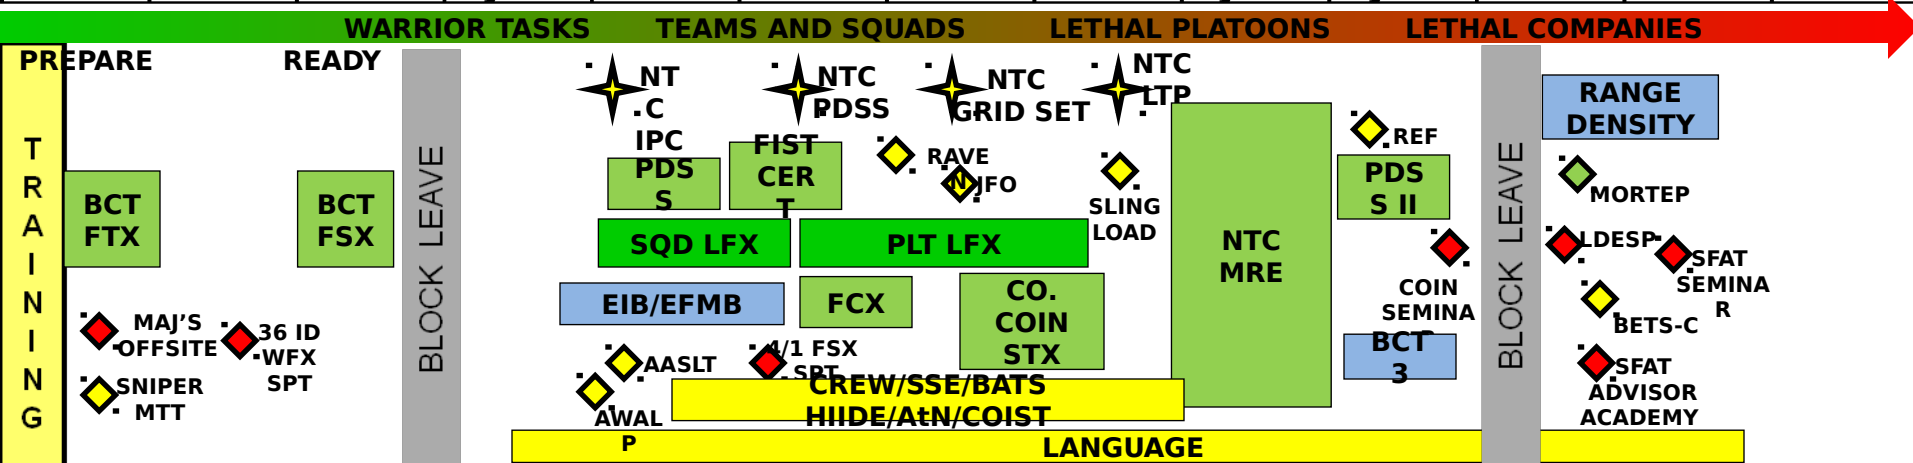 WARRIOR TASKS
TEAMS AND SQUADS
LETHAL PLATOONS
LETHAL COMPANIES
PREPARE
READY
T
R
A
I
N
I
N
G
BCT
FTX
BCT
FSX
MAJ’S
OFFSITE
36 ID
WFX
SPT
SNIPER
MTT
BLOCK LEAVE
NT
C
IPC
NTC
PDSS
NTC
GRID SET
NTC
LTP
PDS
S
FIST
CER
T
RAVE
N
JFO
SLING
LOAD
SQD LFX
PLT LFX
EIB/EFMB
FCX
CO.
COIN
STX
AASLT
4/1 FSX
SPT
AWAL
P
CREW/SSE/BATS
HIIDE/AtN/COIST
LANGUAGE
NTC
MRE
REF
PDS
S II
COIN
SEMINA
BCT
3
BLOCK LEAVE
RANGE
DENSITY
MORTEP
LDESP
SFAT
SEMINA
R
BETS-C
SFAT
ADVISOR
ACADEMY